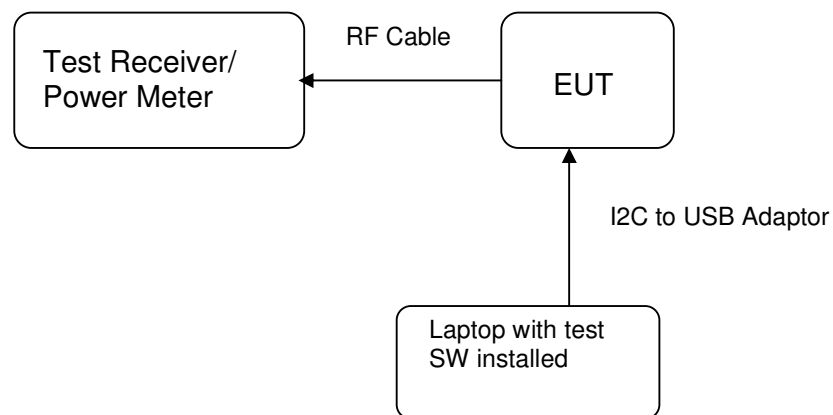 Test Receiver/
Power Meter
RF Cable
EUT
I2C to USB Adaptor
Laptop with test
SW installed